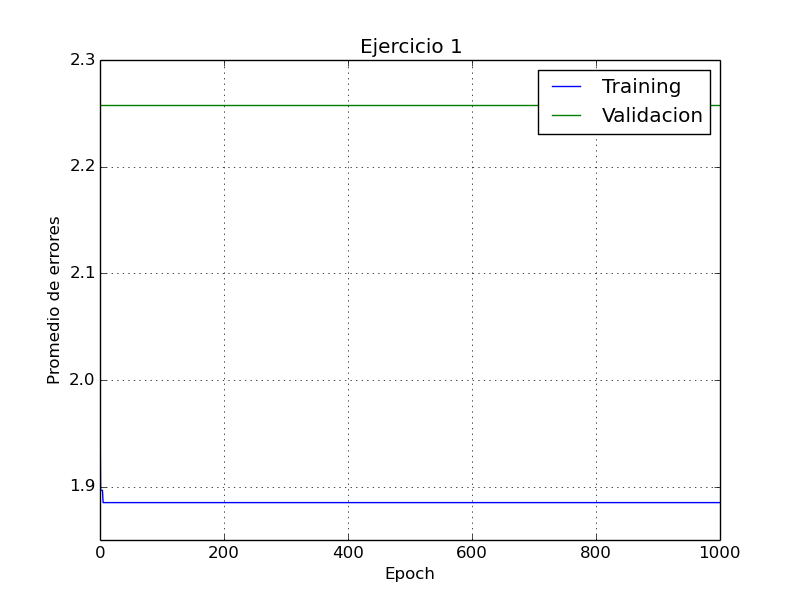 Ejercicio 1
2.3
2.2
2.1
2.0
1.9
Promedio de errores
Training
Validacion
0 200 400 600 800 1000
Epoch